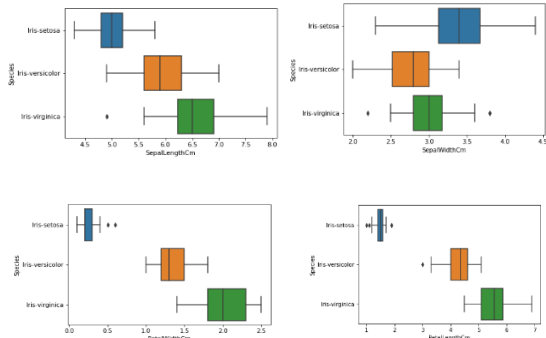 Iris-setosa
Iris-versicolor
Iris-virginica
Species
4.5 5.0 5.5 6.0 6.5 7.0 7.5 8.0
SepalLengthCm
Iris-setosa
Iris-versicolor
Iris-virginica
Species
2.0 2.5 3.0 3.5 4.0 4.5
SepalWidthCm
Iris-setosa
Iris-versicolor
Iris-virginica
Species
0.0 0.5 1.0 1.5 2.0 2.5
PetalWidthCm
Iris-setosa
Iris-versicolor
Iris-virginica
Species
1 2 3 4 5 6 7
PetalLengthCm